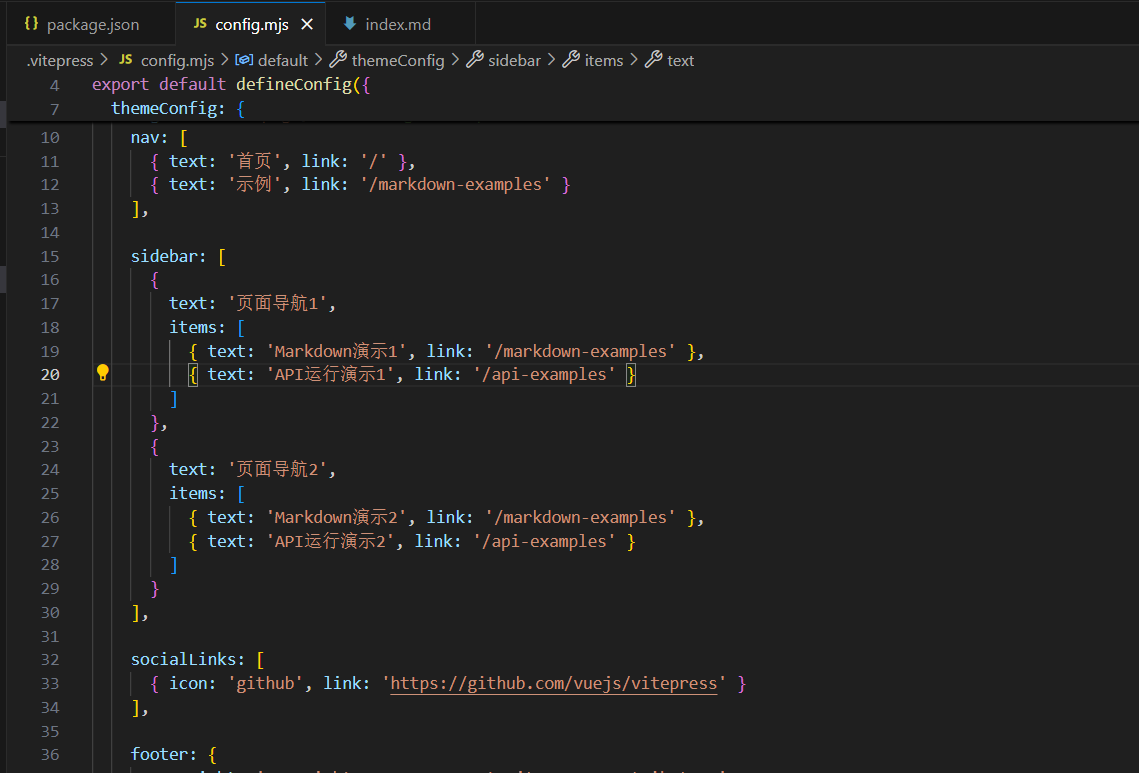 package.json
JS config.mjs
index.md
.vitepress > JS config.mjs > default > themeConfig > sidebar > items > text
4 export default defineConfig({
7 themeConfig: {
10 nav: [
11 { text: '首页', link: '/' },
12 { text: '示例', link: '/markdown-examples' }
13 ],
14
15 sidebar: [
16 {
17 text: '页面导航1',
18 items: [
19 { text: 'Markdown演示1', link: '/markdown-examples' },
20 { text: 'API运行演示1', link: '/api-examples' }
21 ]
22 },
23 {
24 text: '页面导航2',
25 items: [
26 { text: 'Markdown演示2', link: '/markdown-examples' },
27 { text: 'API运行演示2', link: '/api-examples' }
28 ]
29 }
30 ],
31
32 socialLinks: [
33 { icon: 'github', link: 'https://github.com/vuejs/vitepress' }
34 ],
35
36 footer: {